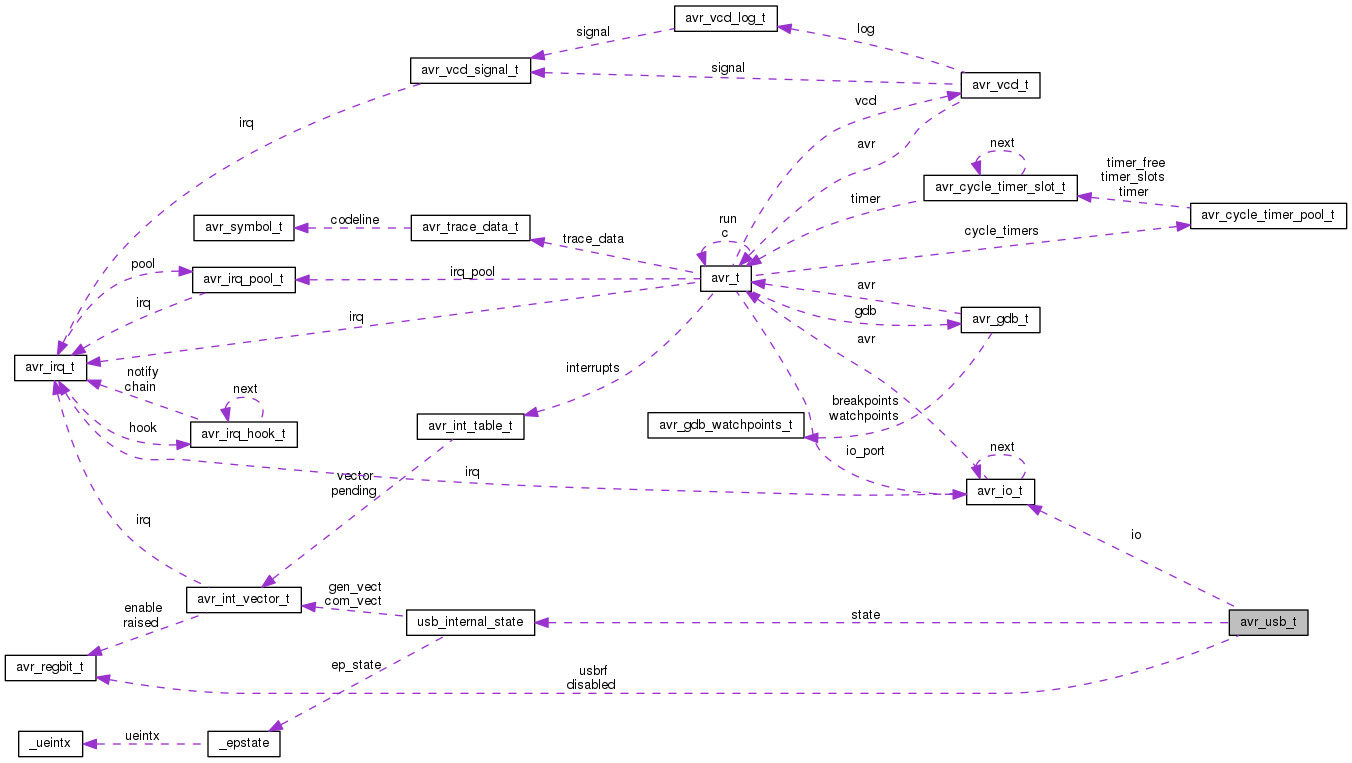 avr_vcd_log_t
signal
log
avr_vcd_signal_t
signal
avr_vcd_t
vcd
irq
avr
next
timer_free
timer_slots
timer
avr_cycle_timer_slot_t
timer
avr_cycle_timer_pool_t
run
c
codeline
avr_symbol_t
avr_trace_data_t
trace_data
cycle_timers
pool
avr_irq_pool_t
irq_pool
avr_t
avr
irq
gdb
avr_gdb_t
irq
avr
avr_irq_t
notify
chain
interrupts
next
breakpoints
watchpoints
hook
avr_irq_hook_t
avr_int_table_t
avr_gdb_watchpoints_t
io_port
next
irq
vector
pending
avr_io_t
irq
io
gen_vect
com_vect
avr_int_vector_t
enable
raised
usb_internal_state
state
avr_usb_t
avr_regbit_t
ep_state
usbrf
disabled
_ueintx
ueintx
_epstate